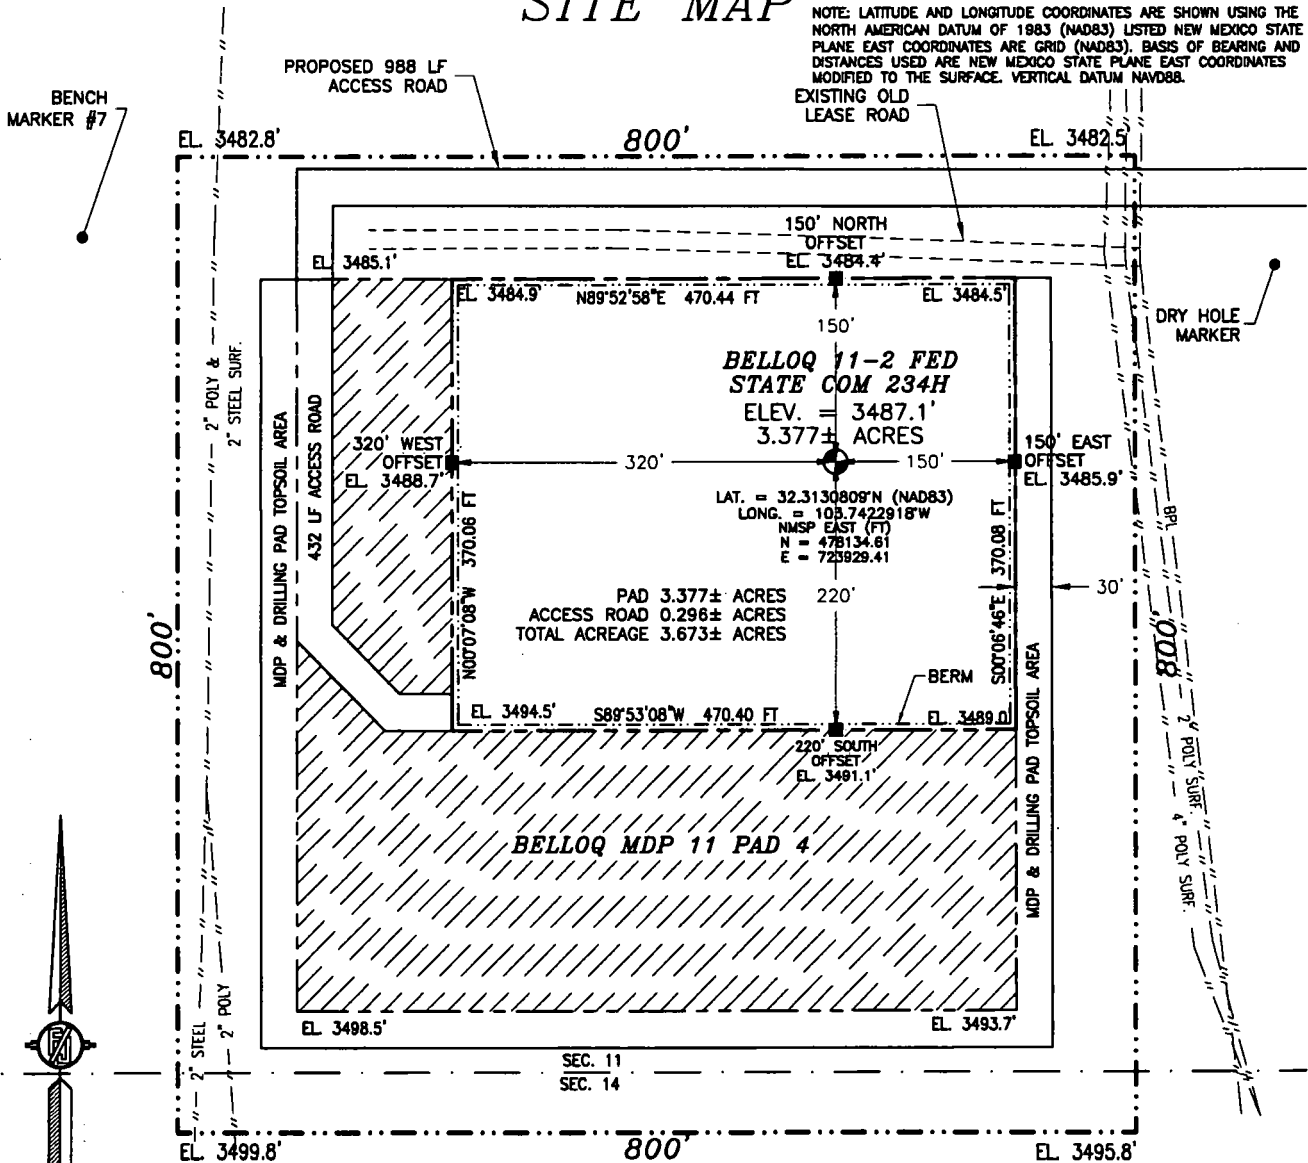 SITE MAP
NOTE: LATITUDE AND LONGITUDE COORDINATES ARE SHOWN USING THE
NORTH AMERICAN DATUM OF 1983 (NAD83) LISTED NEW MEXICO STATE
PLANE EAST COORDINATES ARE GRID (NAD83). BASIS OF BEARING AND
DISTANCES USED ARE NEW MEXICO STATE PLANE EAST COORDINATES
MODIFIED TO THE SURFACE. VERTICAL DATUM NAVD88.
PROPOSED 988 LF
ACCESS ROAD
BENCH
MARKER #7
EXISTING OLD
LEASE ROAD
EL. 3482.8'
800'
EL. 3482.5'
150' NORTH
OFFSET
EL. 3484.4'
EL. 3485.1'
EL. 3484.9'
N89°52'58"E 470.44 FT
EL. 3484.5'
DRY HOLE
MARKER
150'
BELLOQ 11-2 FED
STATE COM 234H
ELEV. = 3487.1'
3.377± ACRES
2" POLY &
2" STEEL SURF.
MDP & DRILLING PAD TOPSOIL AREA
432 LF ACCESS ROAD
320' WEST
OFFSET
EL. 3488.7'
320'
150'
150' EAST
OFFSET
EL. 3485.9'
LAT. = 32.3130809°N (NAD83)
LONG. = 103.7422918°W
NMSP EAST (FT)
N = 478134.61
E = 723929.41
N00°07'08"W 370.06 FT
S00°06'46"E 370.08 FT
BPL
PAD 3.377± ACRES
ACCESS ROAD 0.296± ACRES
TOTAL ACREAGE 3.673± ACRES
220'
30'
800'
800'
BERM
EL. 3494.5'
S89°53'08"W 470.40 FT
EL. 3489.0'
220' SOUTH
OFFSET
EL. 3491.1'
MDP & DRILLING PAD TOPSOIL AREA
2" POLY SURF.
4" POLY SURF.
BELLOQ MDP 11 PAD 4
EL. 3498.5'
EL. 3493.7'
2" STEEL
2" POLY
SEC. 11
SEC. 14
EL. 3499.8'
800'
EL. 3495.8'